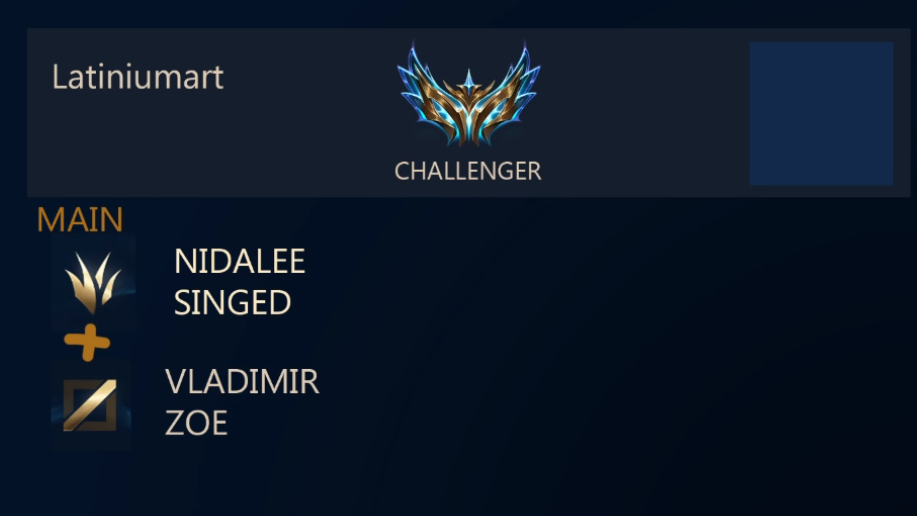 Latiniumart
CHALLENGER
MAIN
NIDALEE
SINGED
VLADIMIR
ZOE